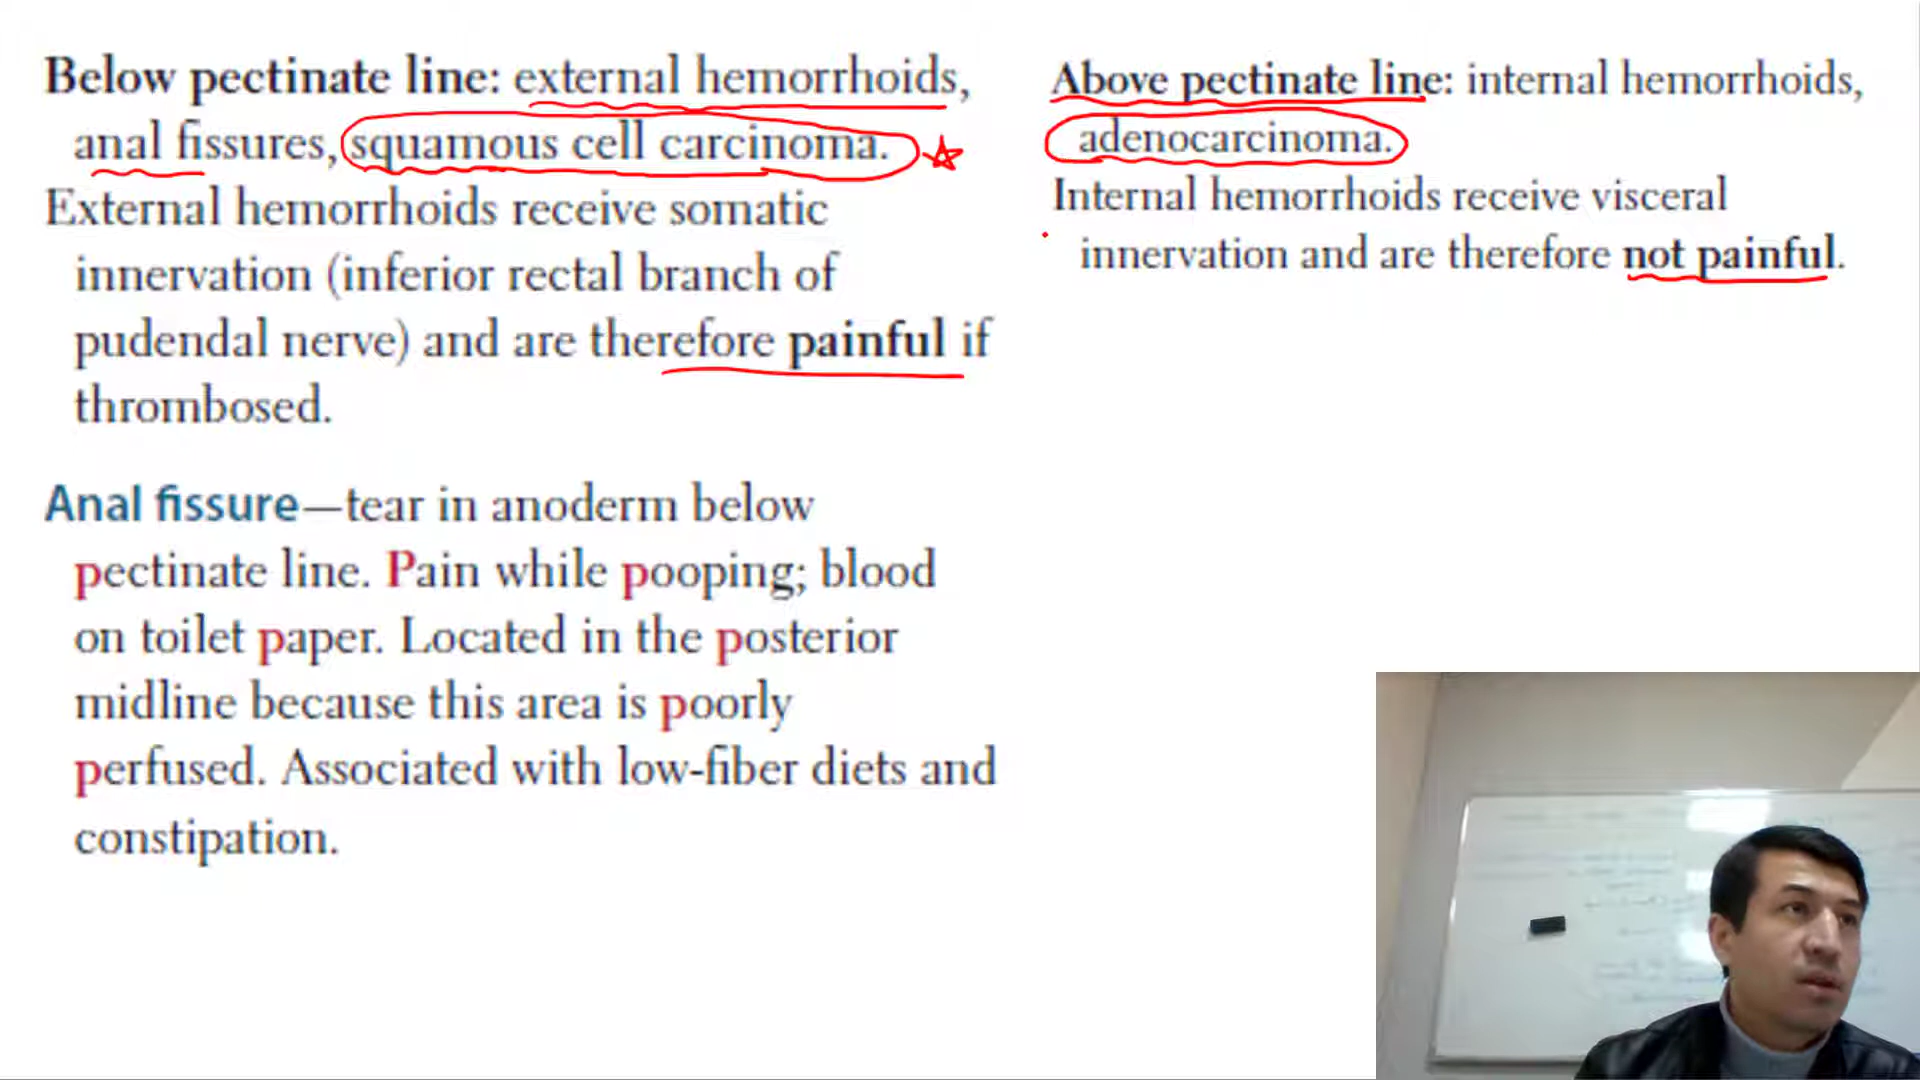 Below pectinate line: external hemorrhoids,
anal fissures, squamous cell carcinoma.
External hemorrhoids receive somatic
innervation (inferior rectal branch of
pudendal nerve) and are therefore painful if
thrombosed.
Anal fissure—tear in anoderm below
pectinate line. Pain while pooping; blood
on toilet paper. Located in the posterior
midline because this area is poorly
perfused. Associated with low-fiber diets and
constipation.
Above pectinate line: internal hemorrhoids,
adenocarcinoma.
Internal hemorrhoids receive visceral
innervation and are therefore not painful.